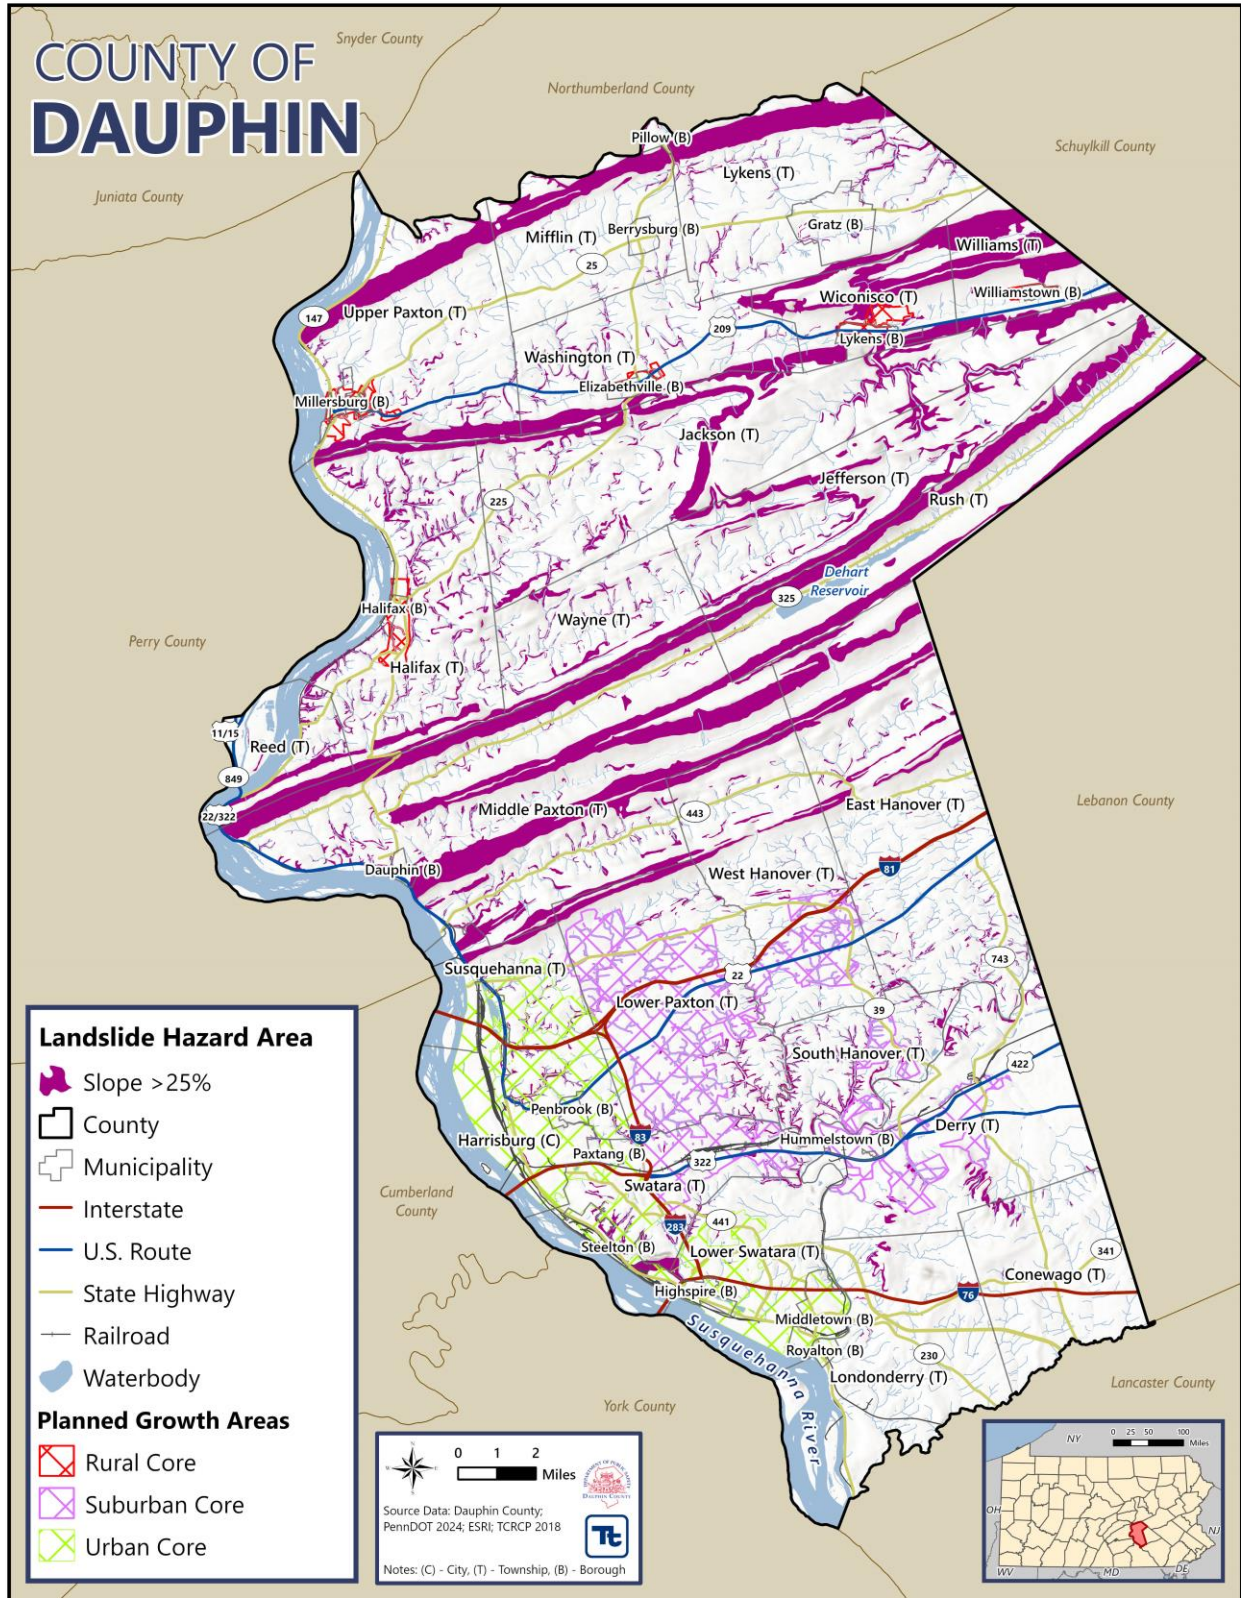 COUNTY OF
DAUPHIN
Snyder County
Northumberland County
Schuylkill County
Juniata County
Pillow (B)
Lykens (T)
Gratz (B)
Berrysburg (B)
Mifflin (T)
25
Williams (T)
Williamstown (B)
Wiconisco (T)
147
Upper Paxton (T)
209
Lykens (B)
Washington (T)
Elizabethville (B)
Millersburg (B)
Jackson (T)
Jefferson (T)
Rush (T)
225
Dehart
Reservoir
325
Halifax (B)
Wayne (T)
Perry County
Halifax (T)
11/15
Reed (T)
849
22/322
Middle Paxton (T)
443
East Hanover (T)
Lebanon County
Dauphin (B)
West Hanover (T)
81
743
Susquehanna (T)
22
Lower Paxton (T)
39
South Hanover (T)
422
Penbrook (B)
Derry (T)
Harrisburg (C)
83
Hummelstown (B)
Paxtang (B)
322
Swatara (T)
Cumberland
County
441
283
Steelton (B)
Lower Swatara (T)
341
Conewago (T)
Highspire (B)
76
Middletown (B)
Royalton (B)
230
Londonderry (T)
Susquehanna River
Lancaster County
York County
Landslide Hazard Area
Slope >25%
County
Municipality
Interstate
U.S. Route
State Highway
Railroad
Waterbody
Planned Growth Areas
Rural Core
Suburban Core
Urban Core
0 1 2
Miles
DEPARTMENT OF PUBLIC SAFETY
DAUPHIN COUNTY
Source Data: Dauphin County;
PennDOT 2024; ESRI; TCRCP 2018
Tt
Notes: (C) - City, (T) - Township, (B) - Borough
0 25 50 100
Miles
NY
OH
NJ
WV
MD
DE